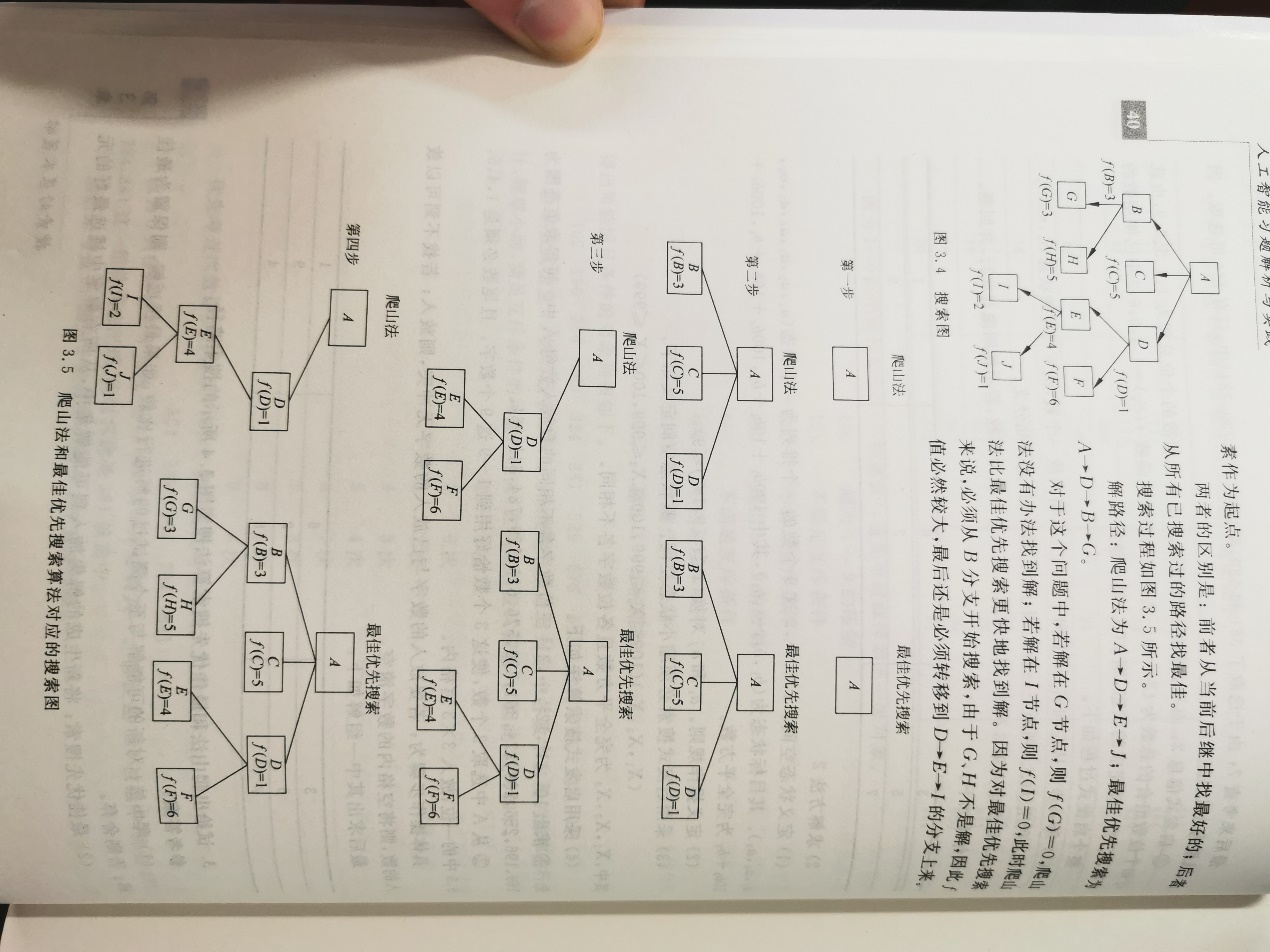 人工智能习题解析与实践
40
A
B
f(B)=3
C
f(C)=5
D
f(D)=1
G
f(G)=3
H
f(H)=5
E
f(E)=4
F
f(F)=6
I
f(I)=2
J
f(J)=1
图 3.4 搜索图
素作为起点。
两者的区别是：前者从当前后继中找最好的；后者
从所有已搜索过的路径找最佳。
搜索过程如图 3.5 所示。
解路径：爬山法为 A→D→E→J；最佳优先搜索为
A→D→B→G。
对于这个问题中，若解在 G 节点，则 f(G)=0，爬山
法没有办法找到解；若解在 I 节点，则 f(I)=0，此时爬山
法比最佳优先搜索更快地找到解。因为对最佳优先搜索
来说，必须从 B 分支开始搜索，由于 G、H 不是解，因此 f
值必然较大，最后还是必须转移到 D→E→I 的分支上来，
爬山法
最佳优先搜索
第一步
A
A
爬山法
最佳优先搜索
第二步
A
B
f(B)=3
C
f(C)=5
D
f(D)=1
A
B
f(B)=3
C
f(C)=5
D
f(D)=1
爬山法
最佳优先搜索
第三步
A
D
f(D)=1
E
f(E)=4
F
f(F)=6
A
B
f(B)=3
C
f(C)=5
D
f(D)=1
E
f(E)=4
F
f(F)=6
爬山法
最佳优先搜索
第四步
A
D
f(D)=1
E
f(E)=4
I
f(I)=2
J
f(J)=1
A
B
f(B)=3
C
f(C)=5
D
f(D)=1
G
f(G)=3
H
f(H)=5
E
f(E)=4
F
f(F)=6
图 3.5 爬山法和最佳优先搜索算法对应的搜索图